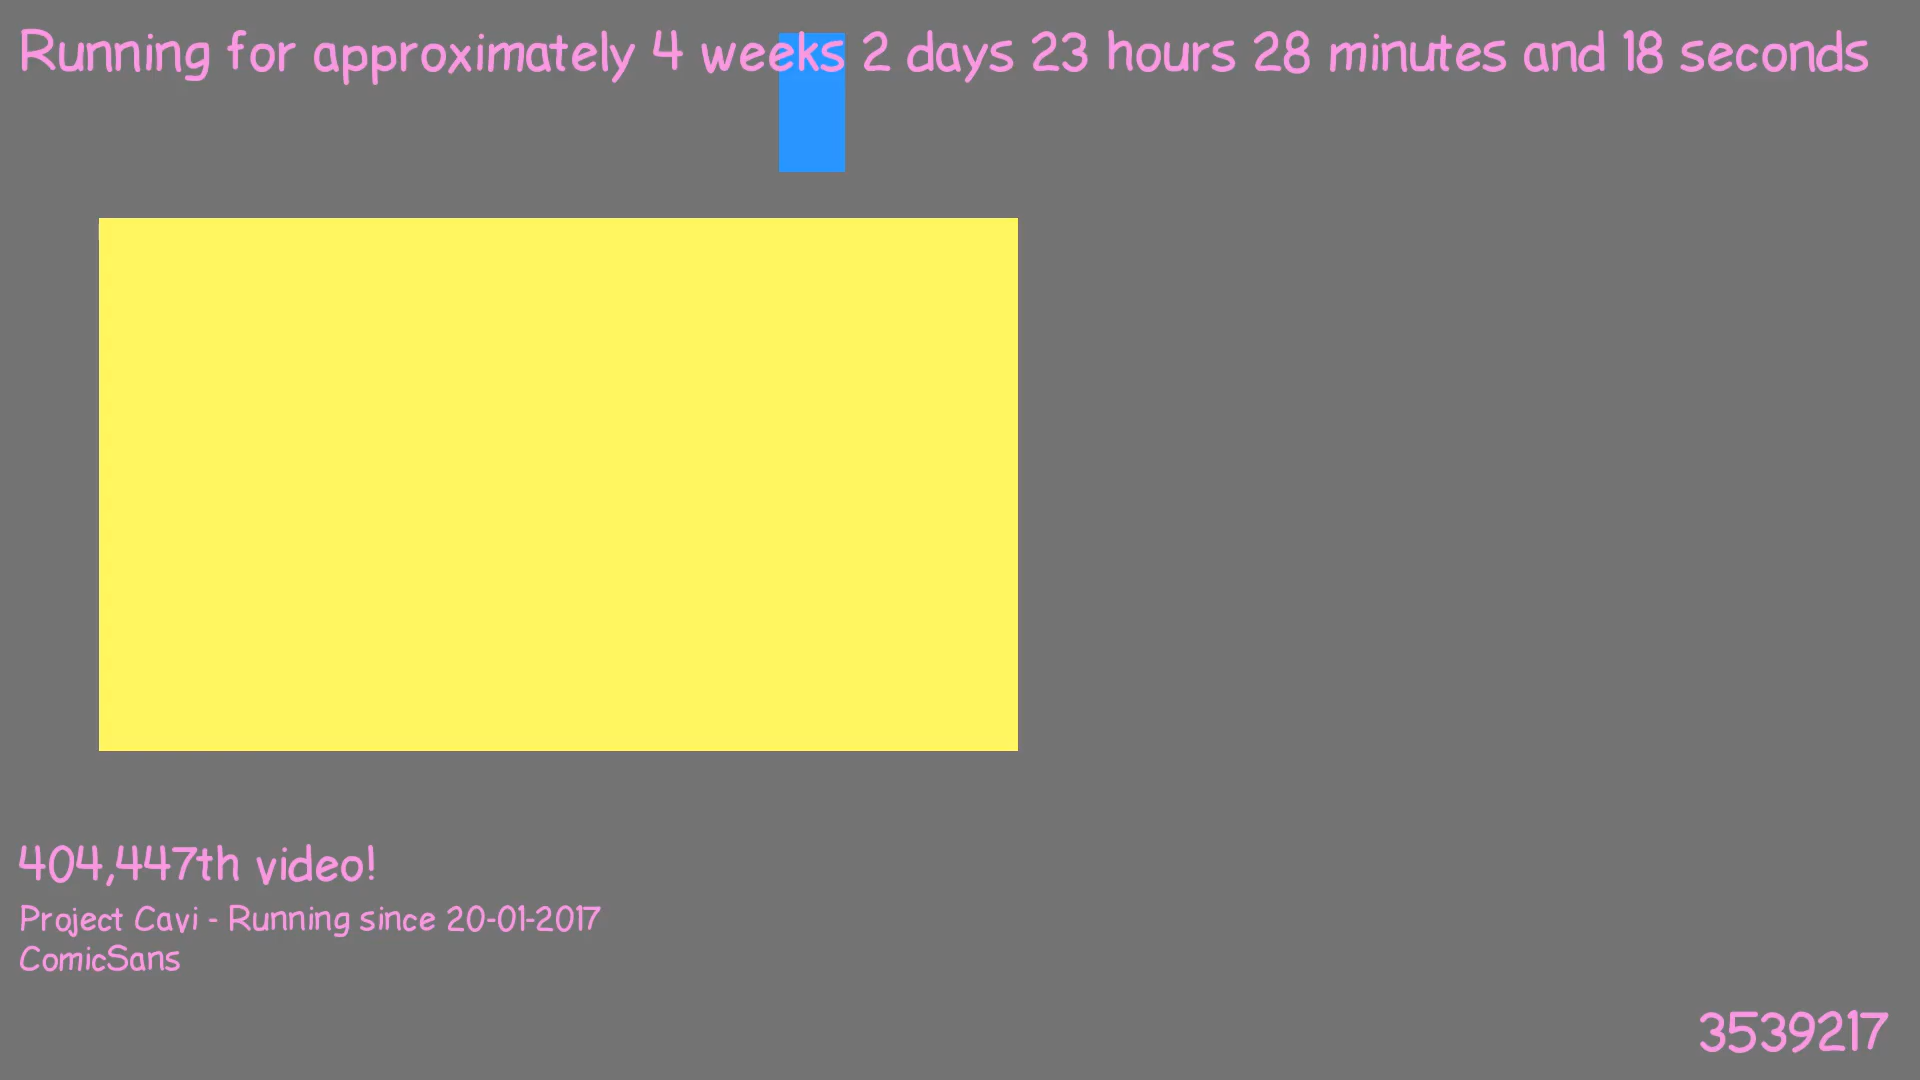 Running for approximately 4 weeks 2 days 23 hours 28 minutes and 18 seconds
404,447th video!
Project Cavi - Running since 20-01-2017
ComicSans
3539217